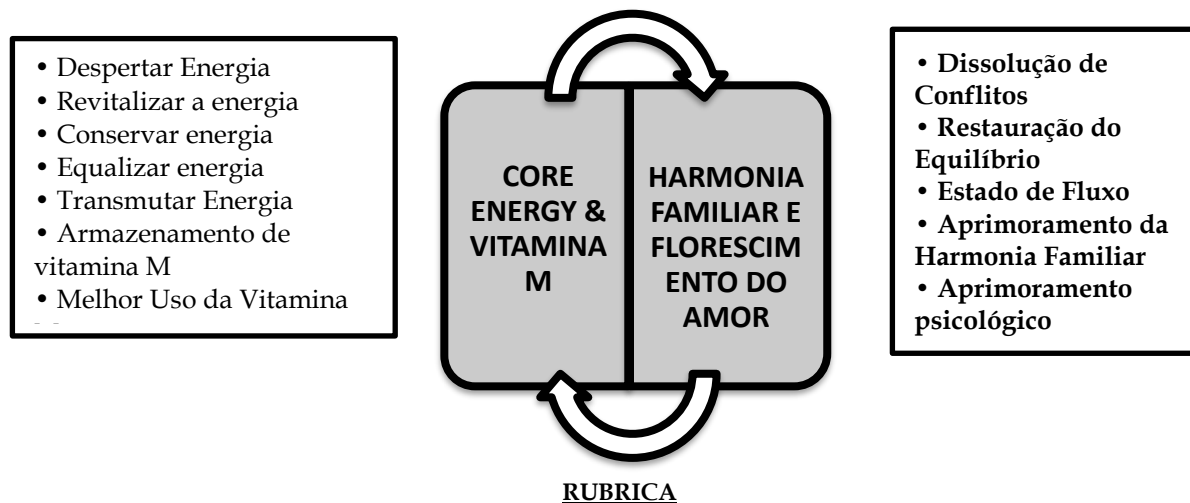 • Despertar Energia
• Revitalizar a energia
• Conservar energia
• Equalizar energia
• Transmutar Energia
• Armazenamento de
vitamina M
• Melhor Uso da Vitamina
CORE
ENERGY &
VITAMINA
M
HARMONIA
FAMILIAR E
FLORESCIM
ENTO DO
AMOR
• Dissolução de
Conflitos
• Restauração do
Equilíbrio
• Estado de Fluxo
• Aprimoramento da
Harmonia Familiar
• Aprimoramento
psicológico
RUBRICA